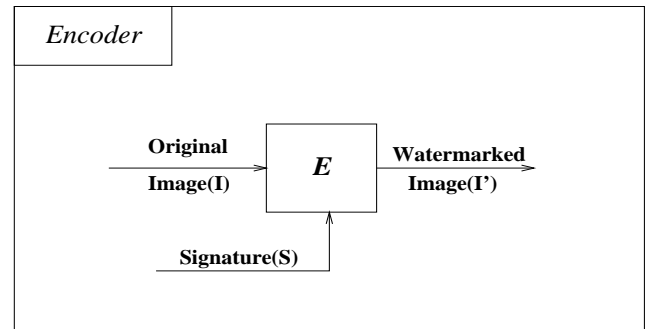 Encoder
Original
Image(I)
E
Watermarked
Image(I’)
Signature(S)